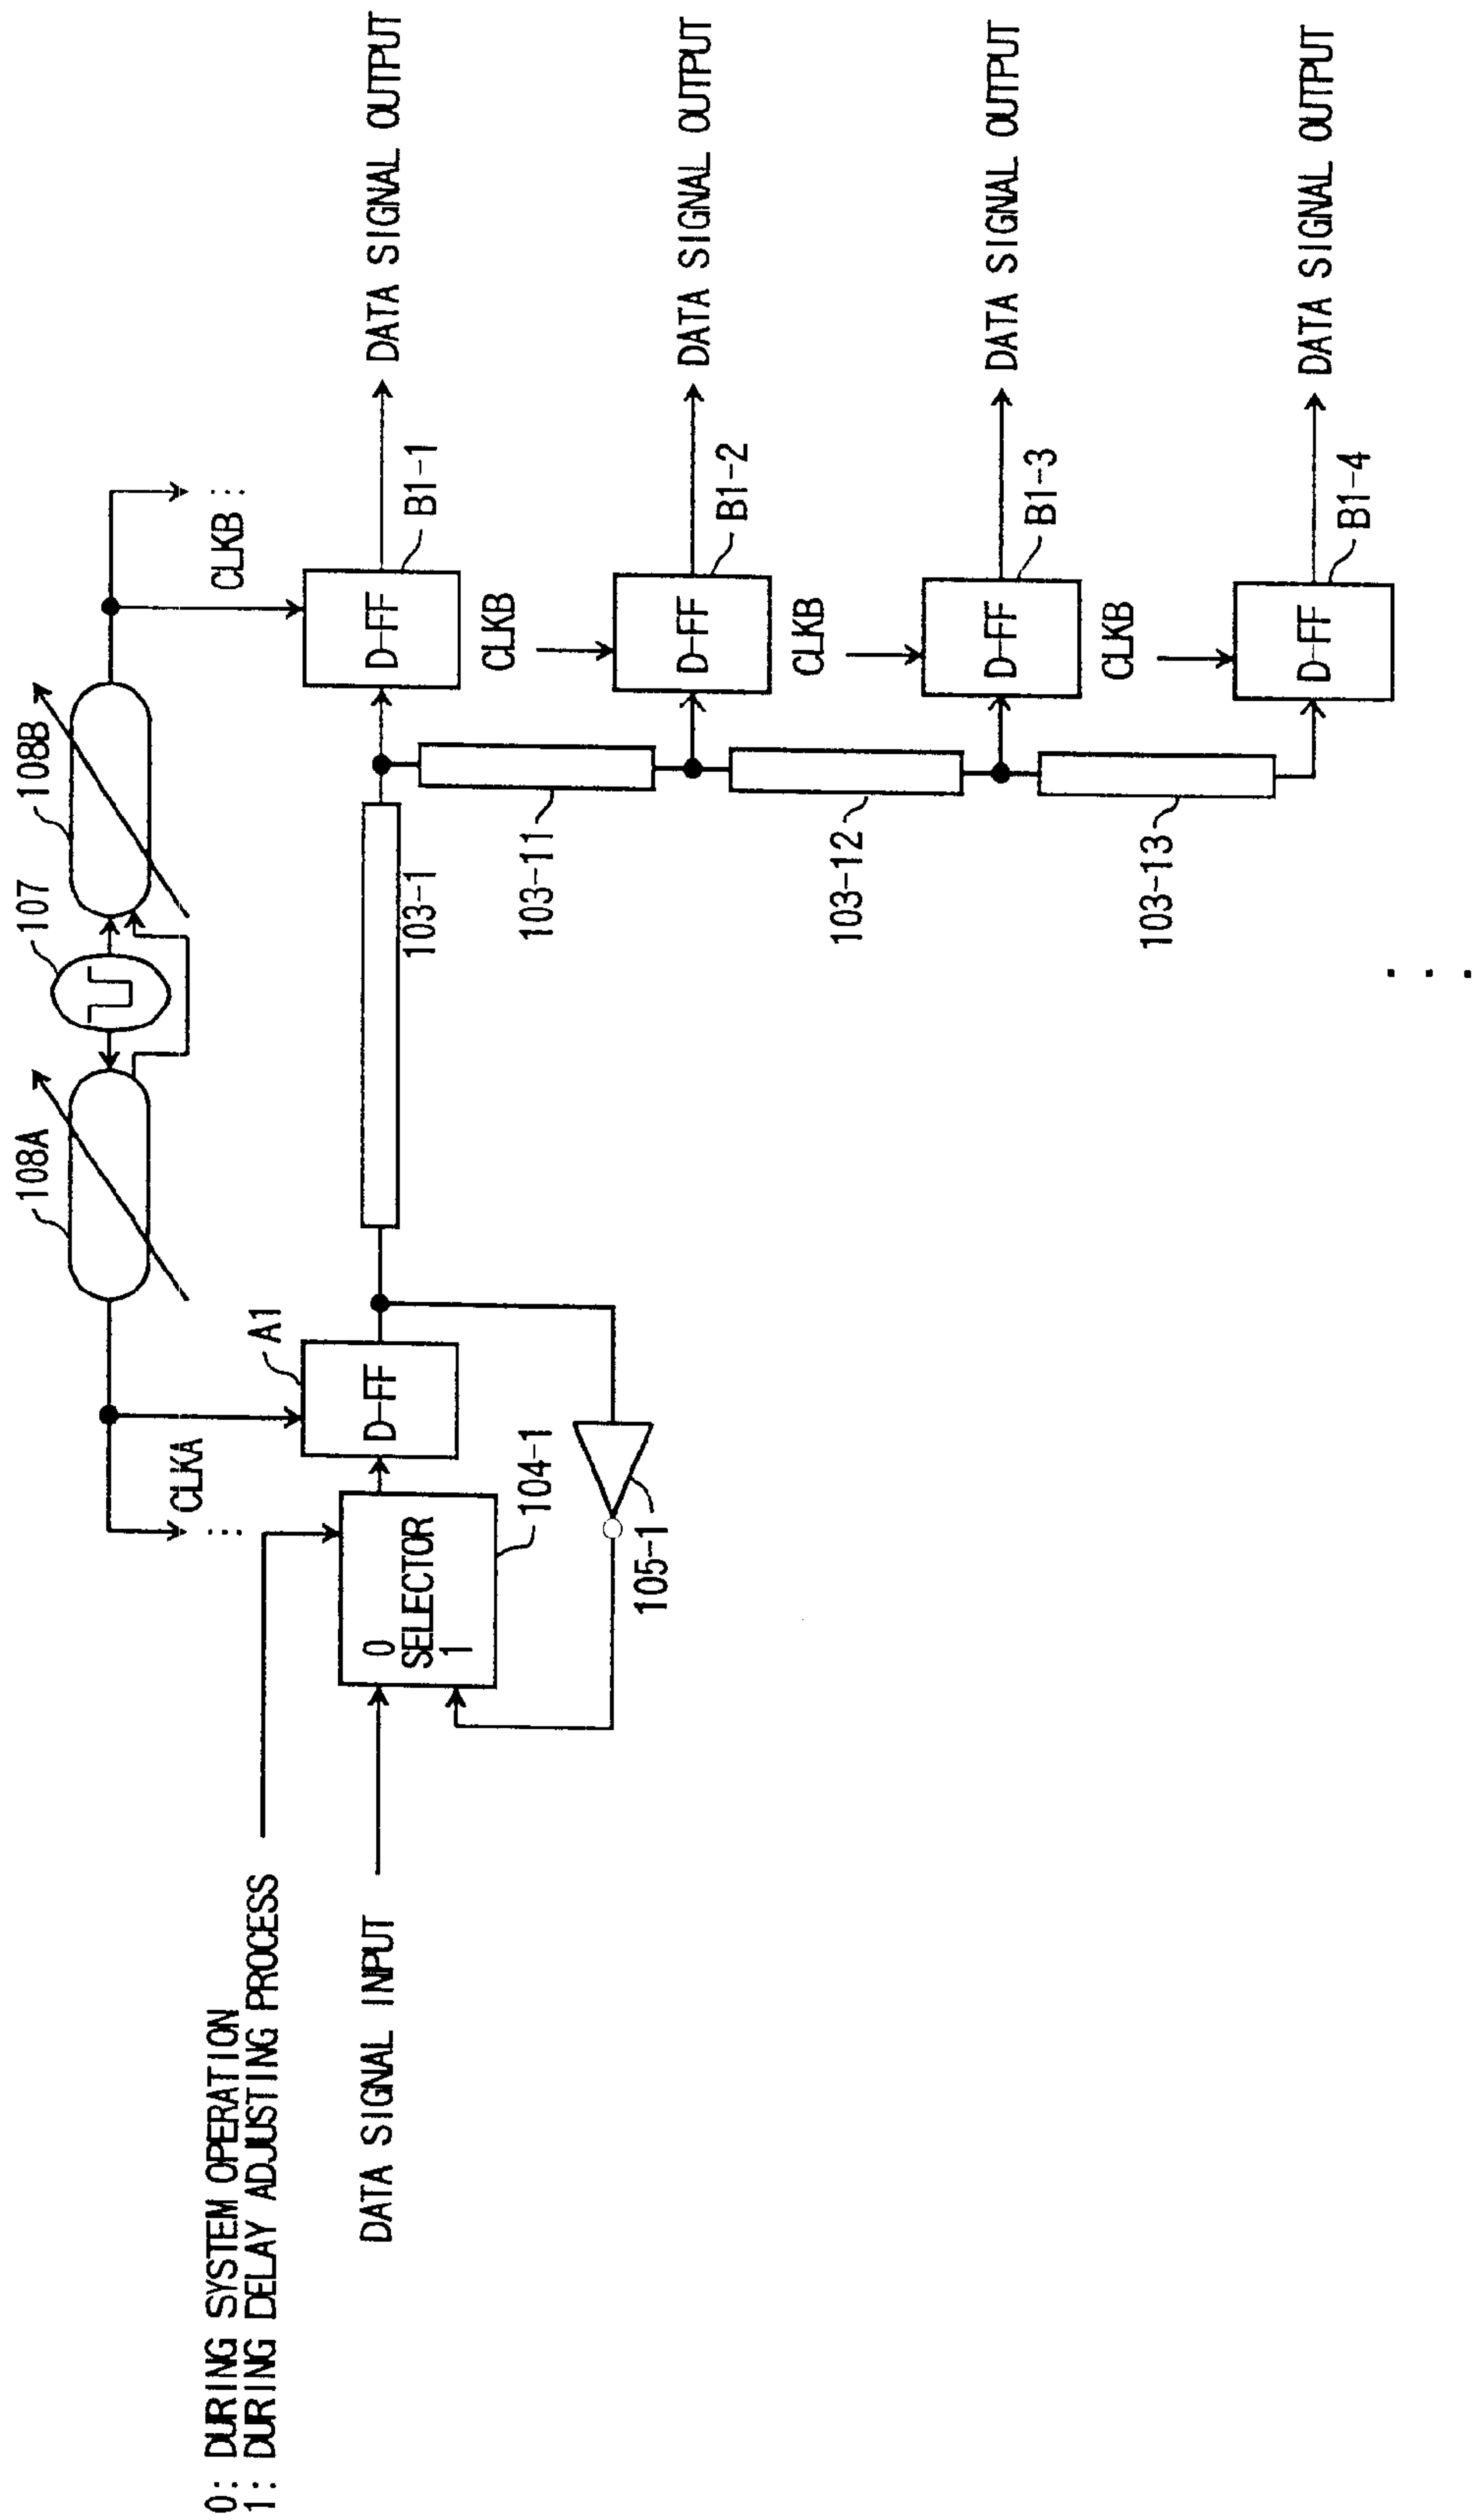 108A
107
108B
CLKA
⋮
CLKB
⋮
0: DURING SYSTEM OPERATION
1: DURING DELAY ADJUSTING PROCESS
A1
DATA SIGNAL INPUT
0
SELECTOR
1
D-FF
103-1
D-FF
DATA SIGNAL OUTPUT
B1-1
104-1
105-1
103-11
CLKB
D-FF
DATA SIGNAL OUTPUT
B1-2
103-12
CLKB
D-FF
DATA SIGNAL OUTPUT
B1-3
103-13
CLKB
D-FF
DATA SIGNAL OUTPUT
B1-4
⋮